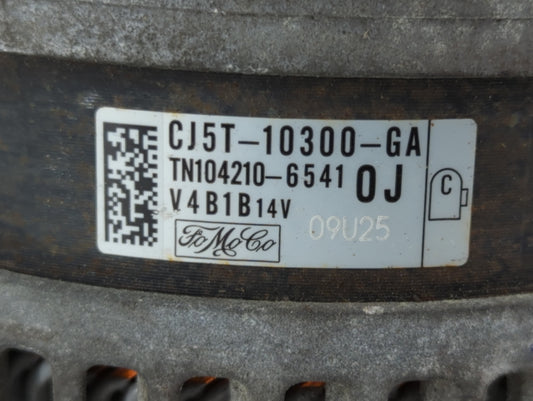 CJ5T-10300-GA
TN104210-6541 0J
V4B1B14V
FoMoCo 09U25
C